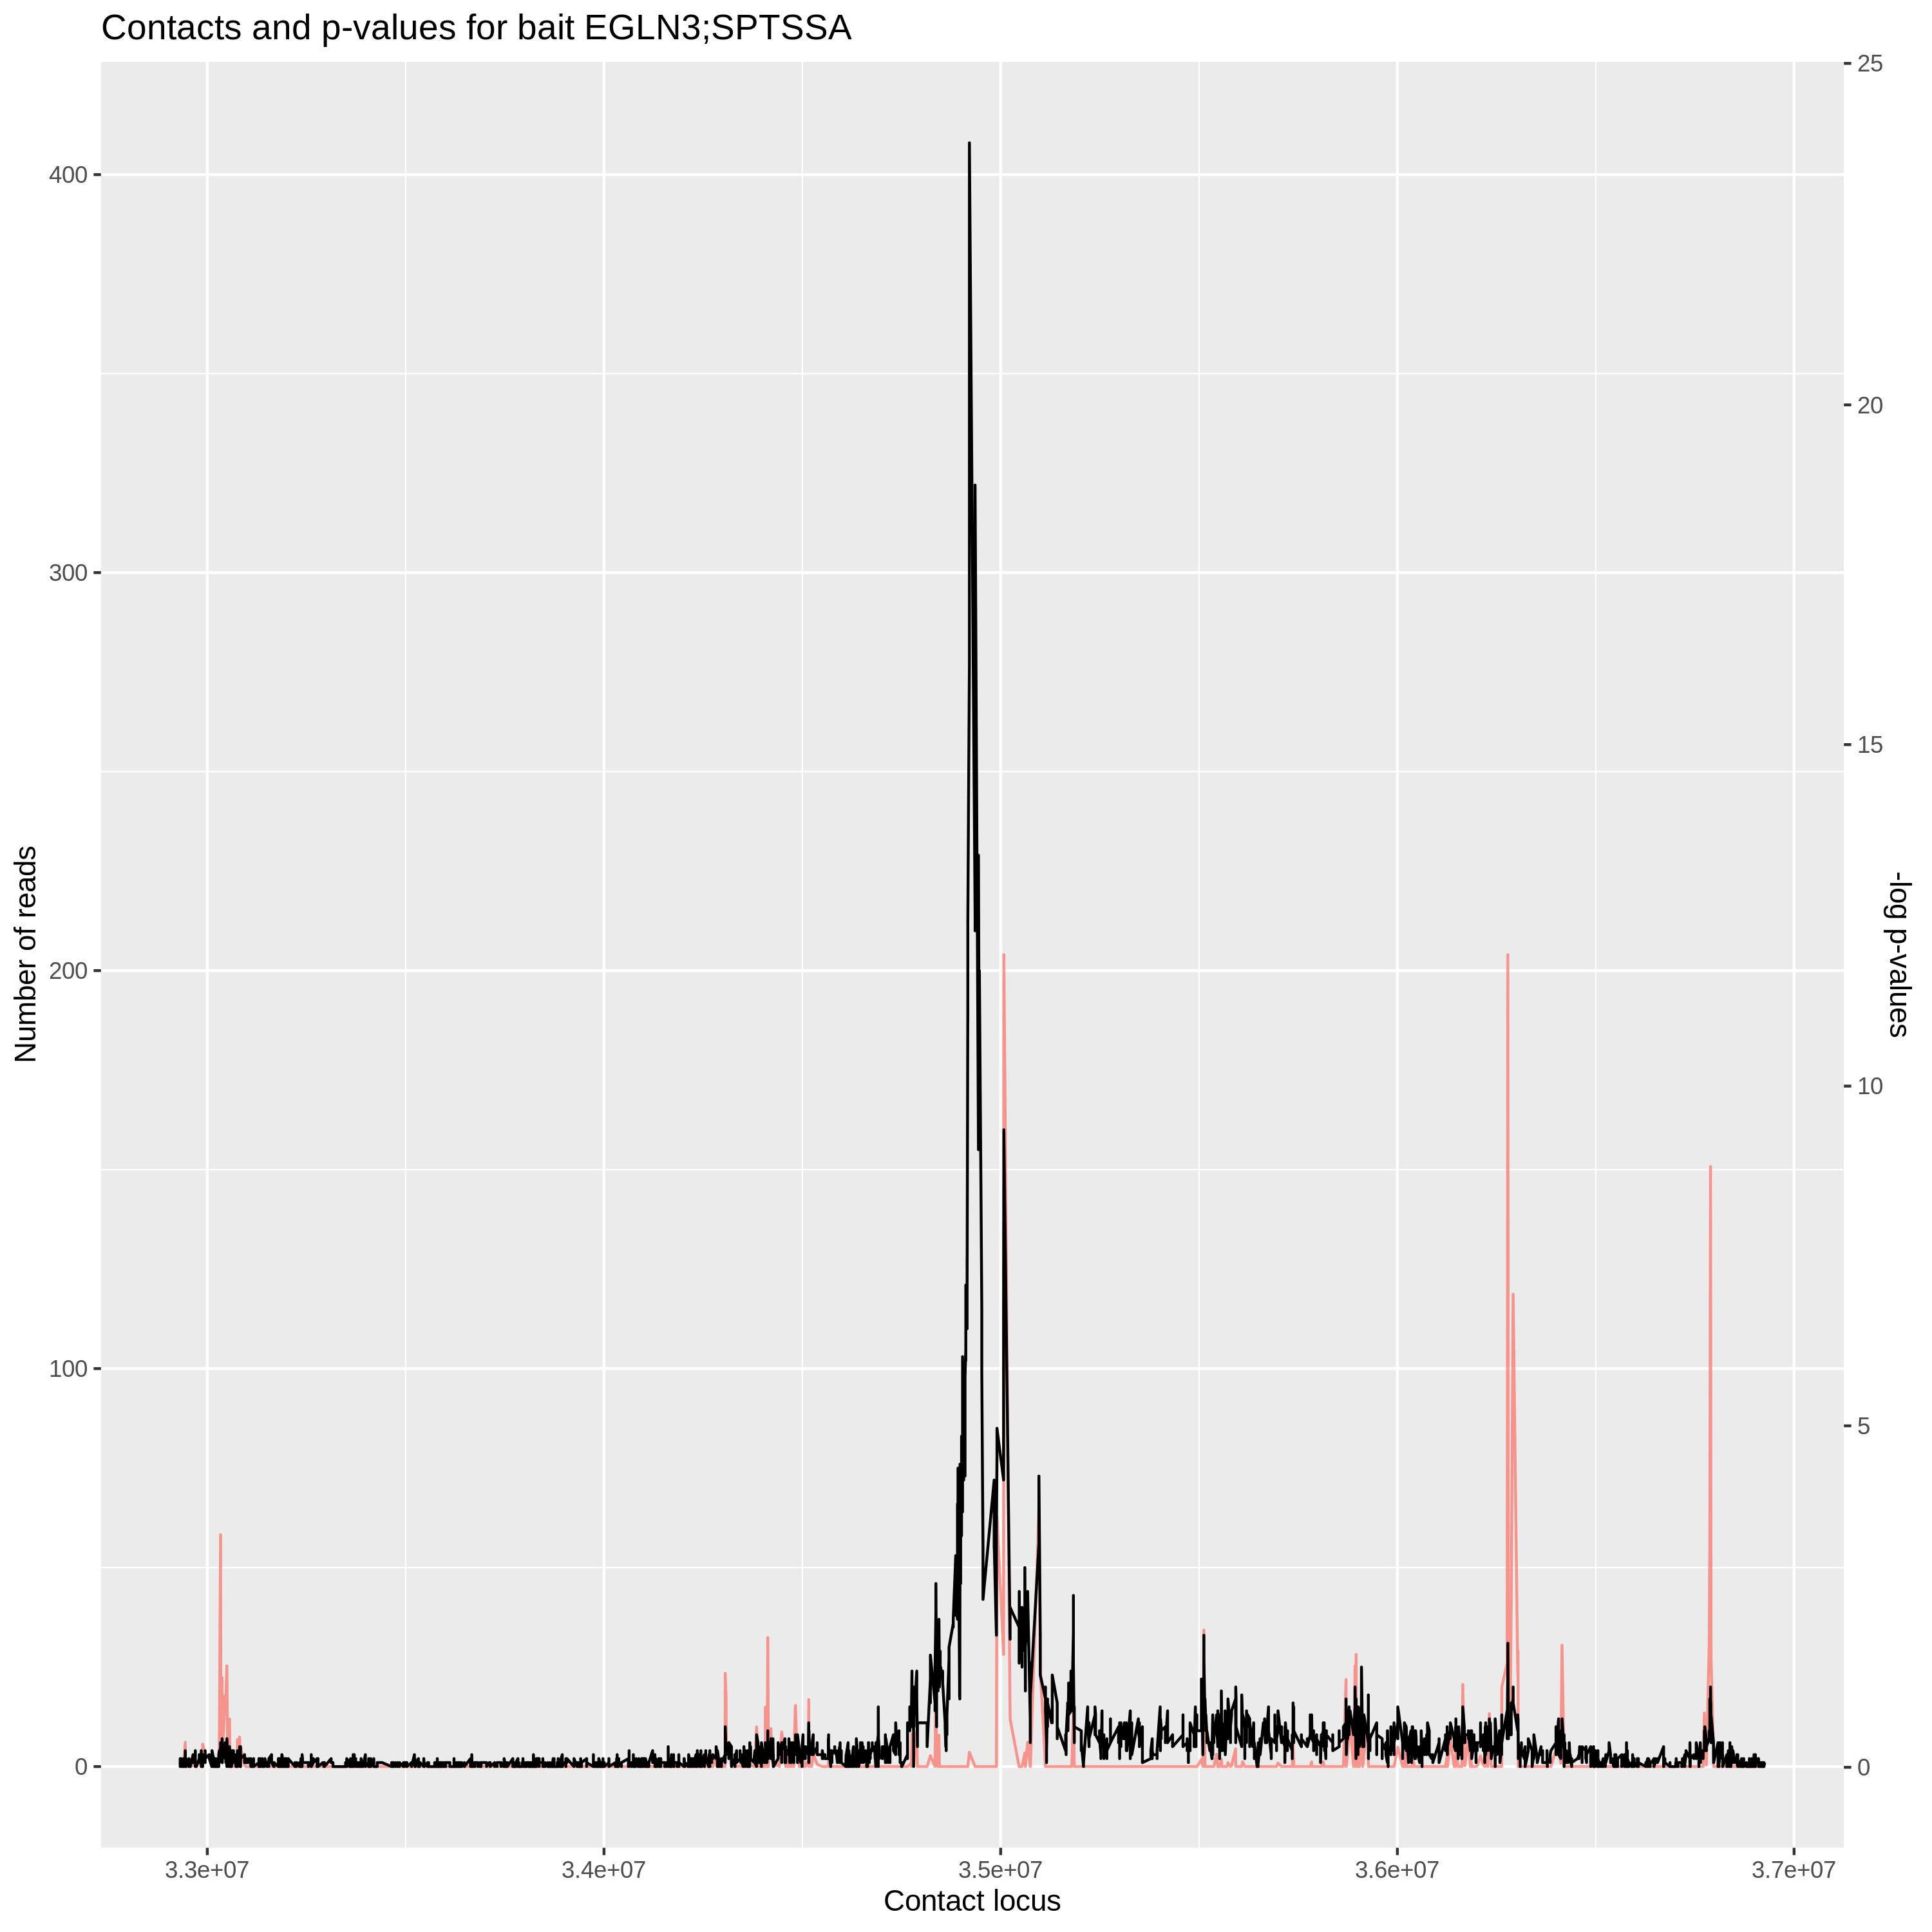 Contacts and p-values for bait EGLN3;SPTSSA
Number of reads
400
300
200
100
0
25
20
15
10
5
0
-log p-values
3.3e+07
3.4e+07
3.5e+07
3.6e+07
3.7e+07
Contact locus